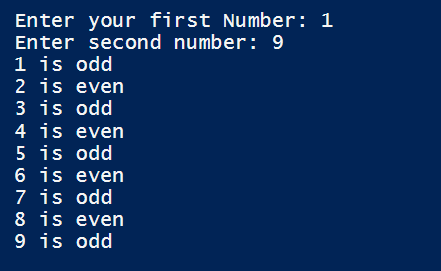 Enter your first Number: 1
Enter second number: 9
1 is odd
2 is even
3 is odd
4 is even
5 is odd
6 is even
7 is odd
8 is even
9 is odd